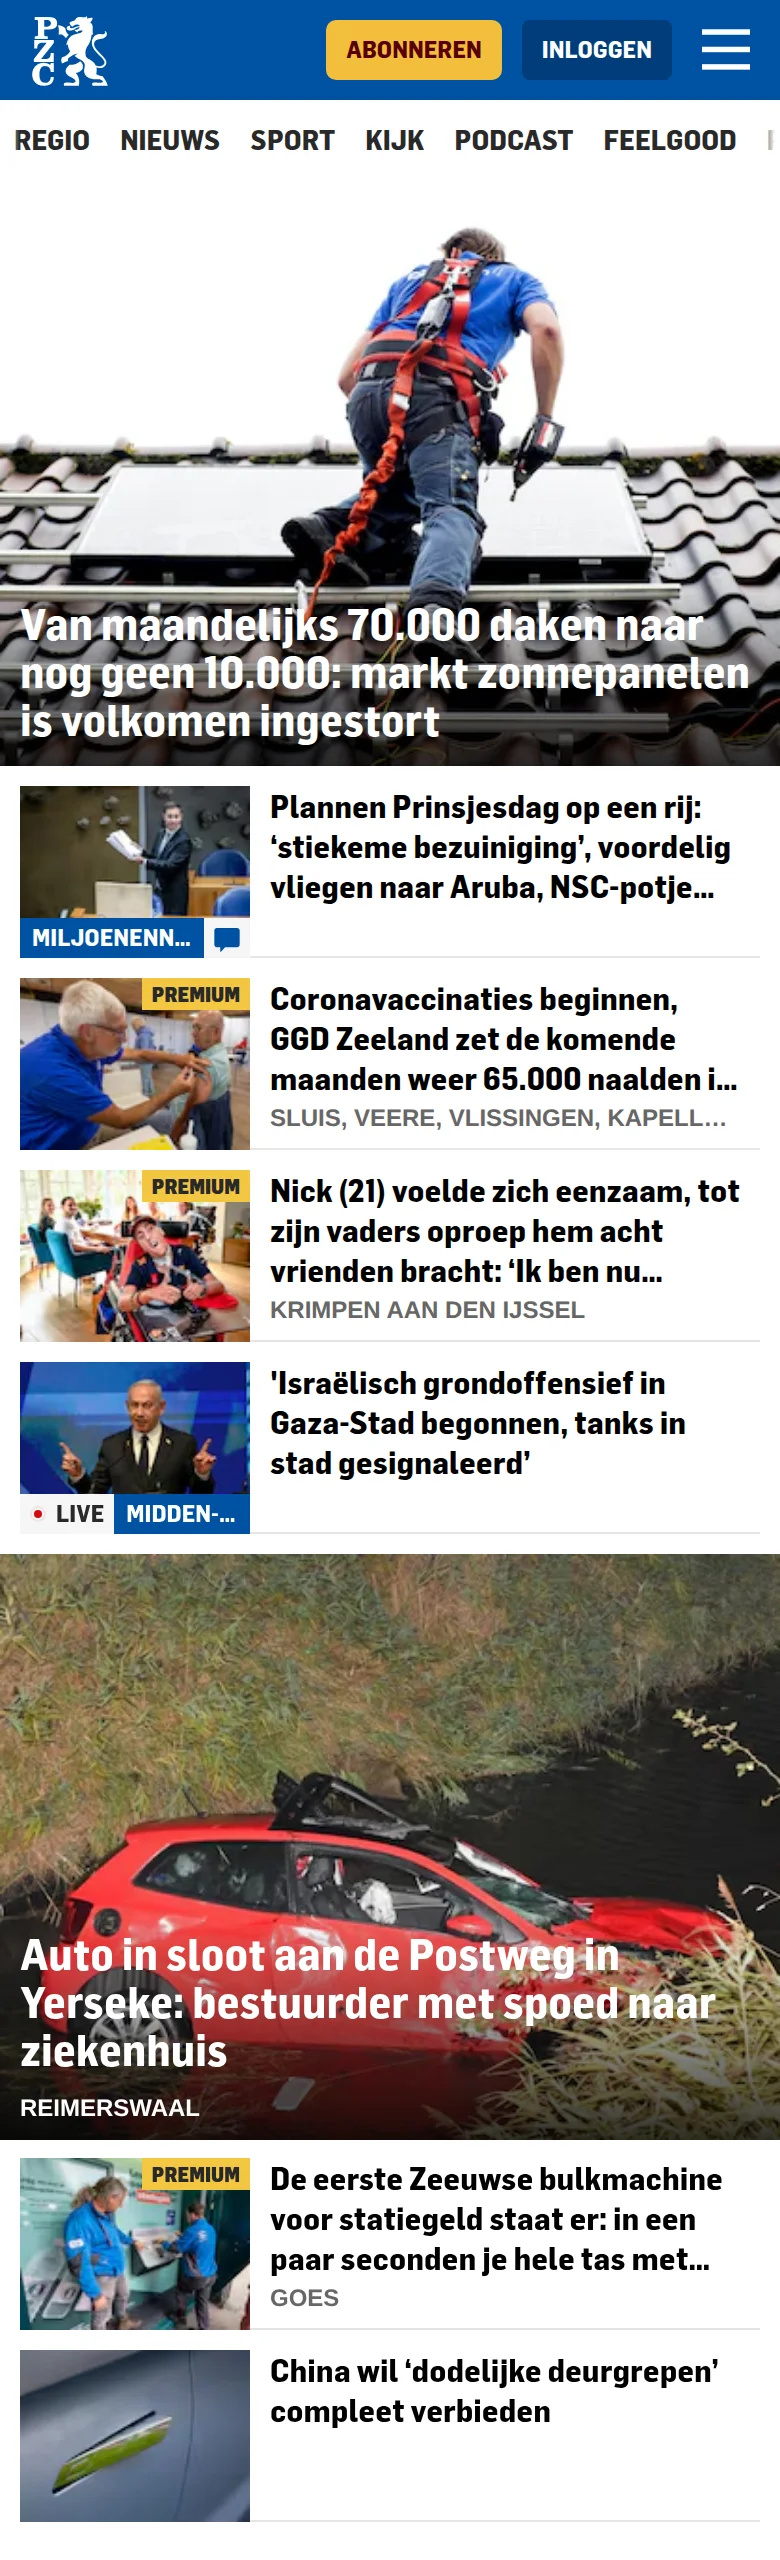 PZC
ABONNEREN
INLOGGEN
REGIO NIEUWS SPORT KIJK PODCAST FEELGOOD
Van maandelijks 70.000 daken naar
nog geen 10.000: markt zonnepanelen
is volkomen ingestort
Plannen Prinsjesdag op een rij:
‘stiekeme bezuiniging’, voordelig
vliegen naar Aruba, NSC-potje...
MILJOENENN...
PREMIUM
Coronavaccinaties beginnen,
GGD Zeeland zet de komende
maanden weer 65.000 naalden i...
SLUIS, VEERE, VLISSINGEN, KAPELL...
PREMIUM
Nick (21) voelde zich eenzaam, tot
zijn vaders oproep hem acht
vrienden bracht: ‘Ik ben nu...
KRIMPEN AAN DEN IJSSEL
'Israëlisch grondoffensief in
Gaza-Stad begonnen, tanks in
stad gesignaleerd’
LIVE MIDDEN-...
Auto in sloot aan de Postweg in
Yerseke: bestuurder met spoed naar
ziekenhuis
REIMERSWAAL
PREMIUM
De eerste Zeeuwse bulkmachine
voor statiegeld staat er: in een
paar seconden je hele tas met...
GOES
China wil ‘dodelijke deurgrepen’
compleet verbieden